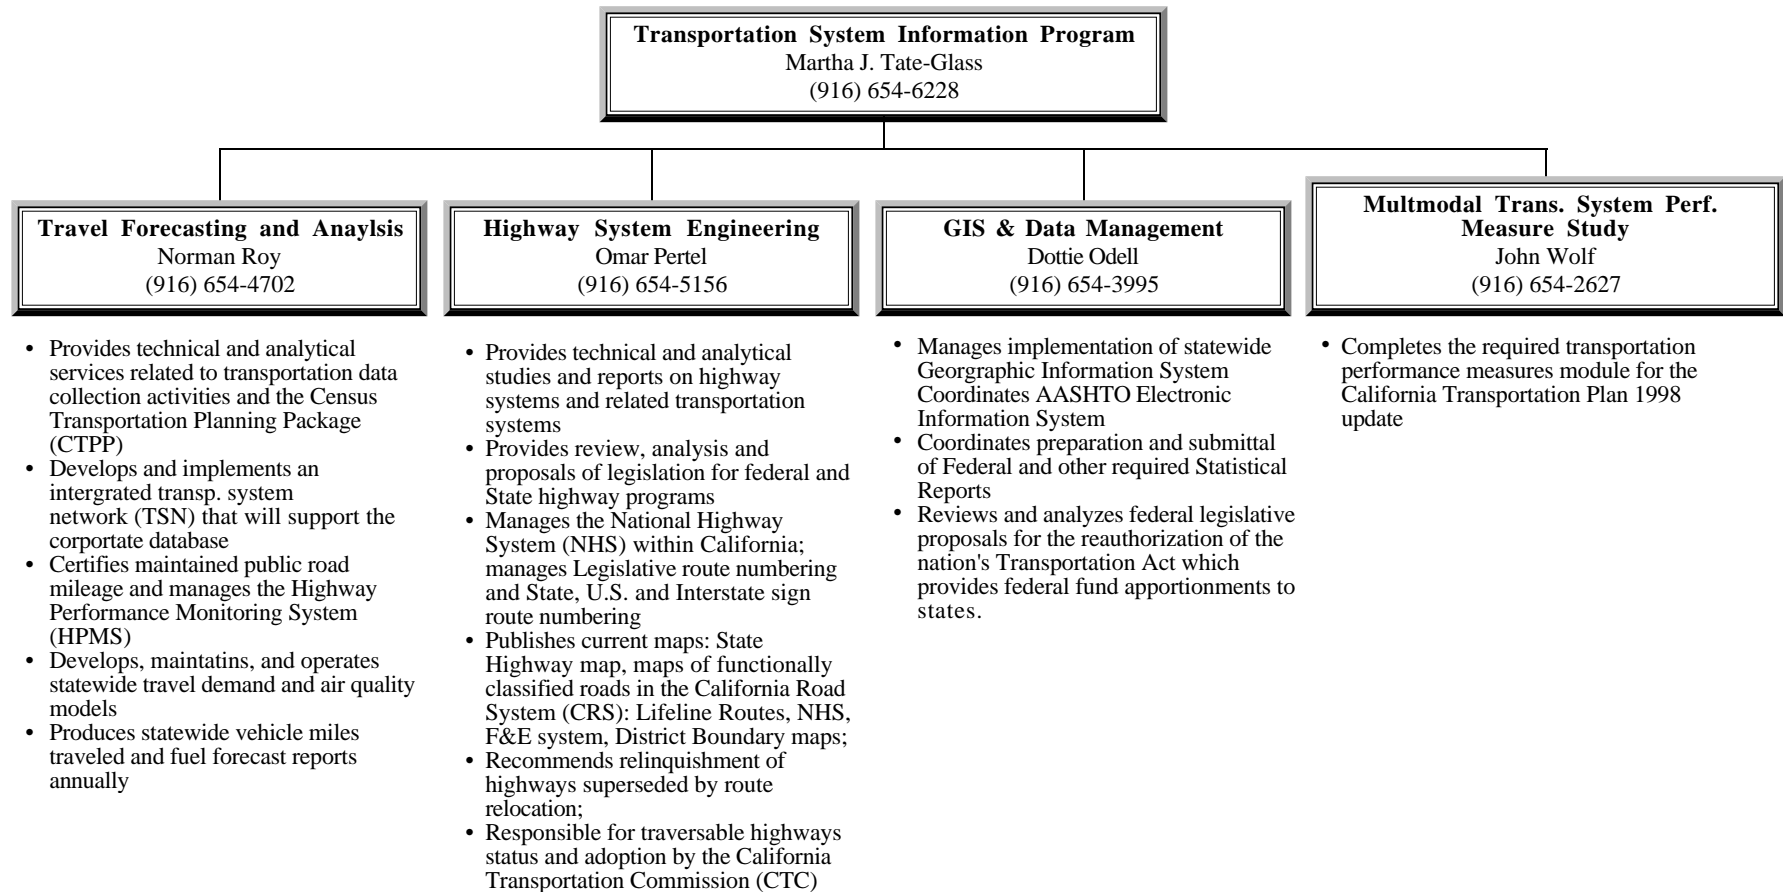 Transportation System Information Program
Martha J. Tate-Glass
(916) 654-6228
Travel Forecasting and Anaylsis
Norman Roy
(916) 654-4702
• Provides technical and analytical
services related to transportation data
collection activities and the Census
Transportation Planning Package
(CTPP)
• Develops and implements an
intergrated transp. system
network (TSN) that will support the
corportate database
• Certifies maintained public road
mileage and manages the Highway
Performance Monitoring System
(HPMS)
• Develops, maintatins, and operates
statewide travel demand and air quality
models
• Produces statewide vehicle miles
traveled and fuel forecast reports
annually
Highway System Engineering
Omar Pertel
(916) 654-5156
• Provides technical and analytical
studies and reports on highway
systems and related transportation
systems
• Provides review, analysis and
proposals of legislation for federal and
State highway programs
• Manages the National Highway
System (NHS) within California;
manages Legislative route numbering
and State, U.S. and Interstate sign
route numbering
• Publishes current maps: State
Highway map, maps of functionally
classified roads in the California Road
System (CRS): Lifeline Routes, NHS,
F&E system, District Boundary maps;
• Recommends relinquishment of
highways superseded by route
relocation;
• Responsible for traversable highways
status and adoption by the California
Transportation Commission (CTC)
GIS & Data Management
Dottie Odell
(916) 654-3995
• Manages implementation of statewide
Georgraphic Information System
Coordinates AASHTO Electronic
Information System
• Coordinates preparation and submittal
of Federal and other required Statistical
Reports
• Reviews and analyzes federal legislative
proposals for the reauthorization of the
nation's Transportation Act which
provides federal fund apportionments to
states.
Multmodal Trans. System Perf.
Measure Study
John Wolf
(916) 654-2627
• Completes the required transportation
performance measures module for the
California Transportation Plan 1998
update